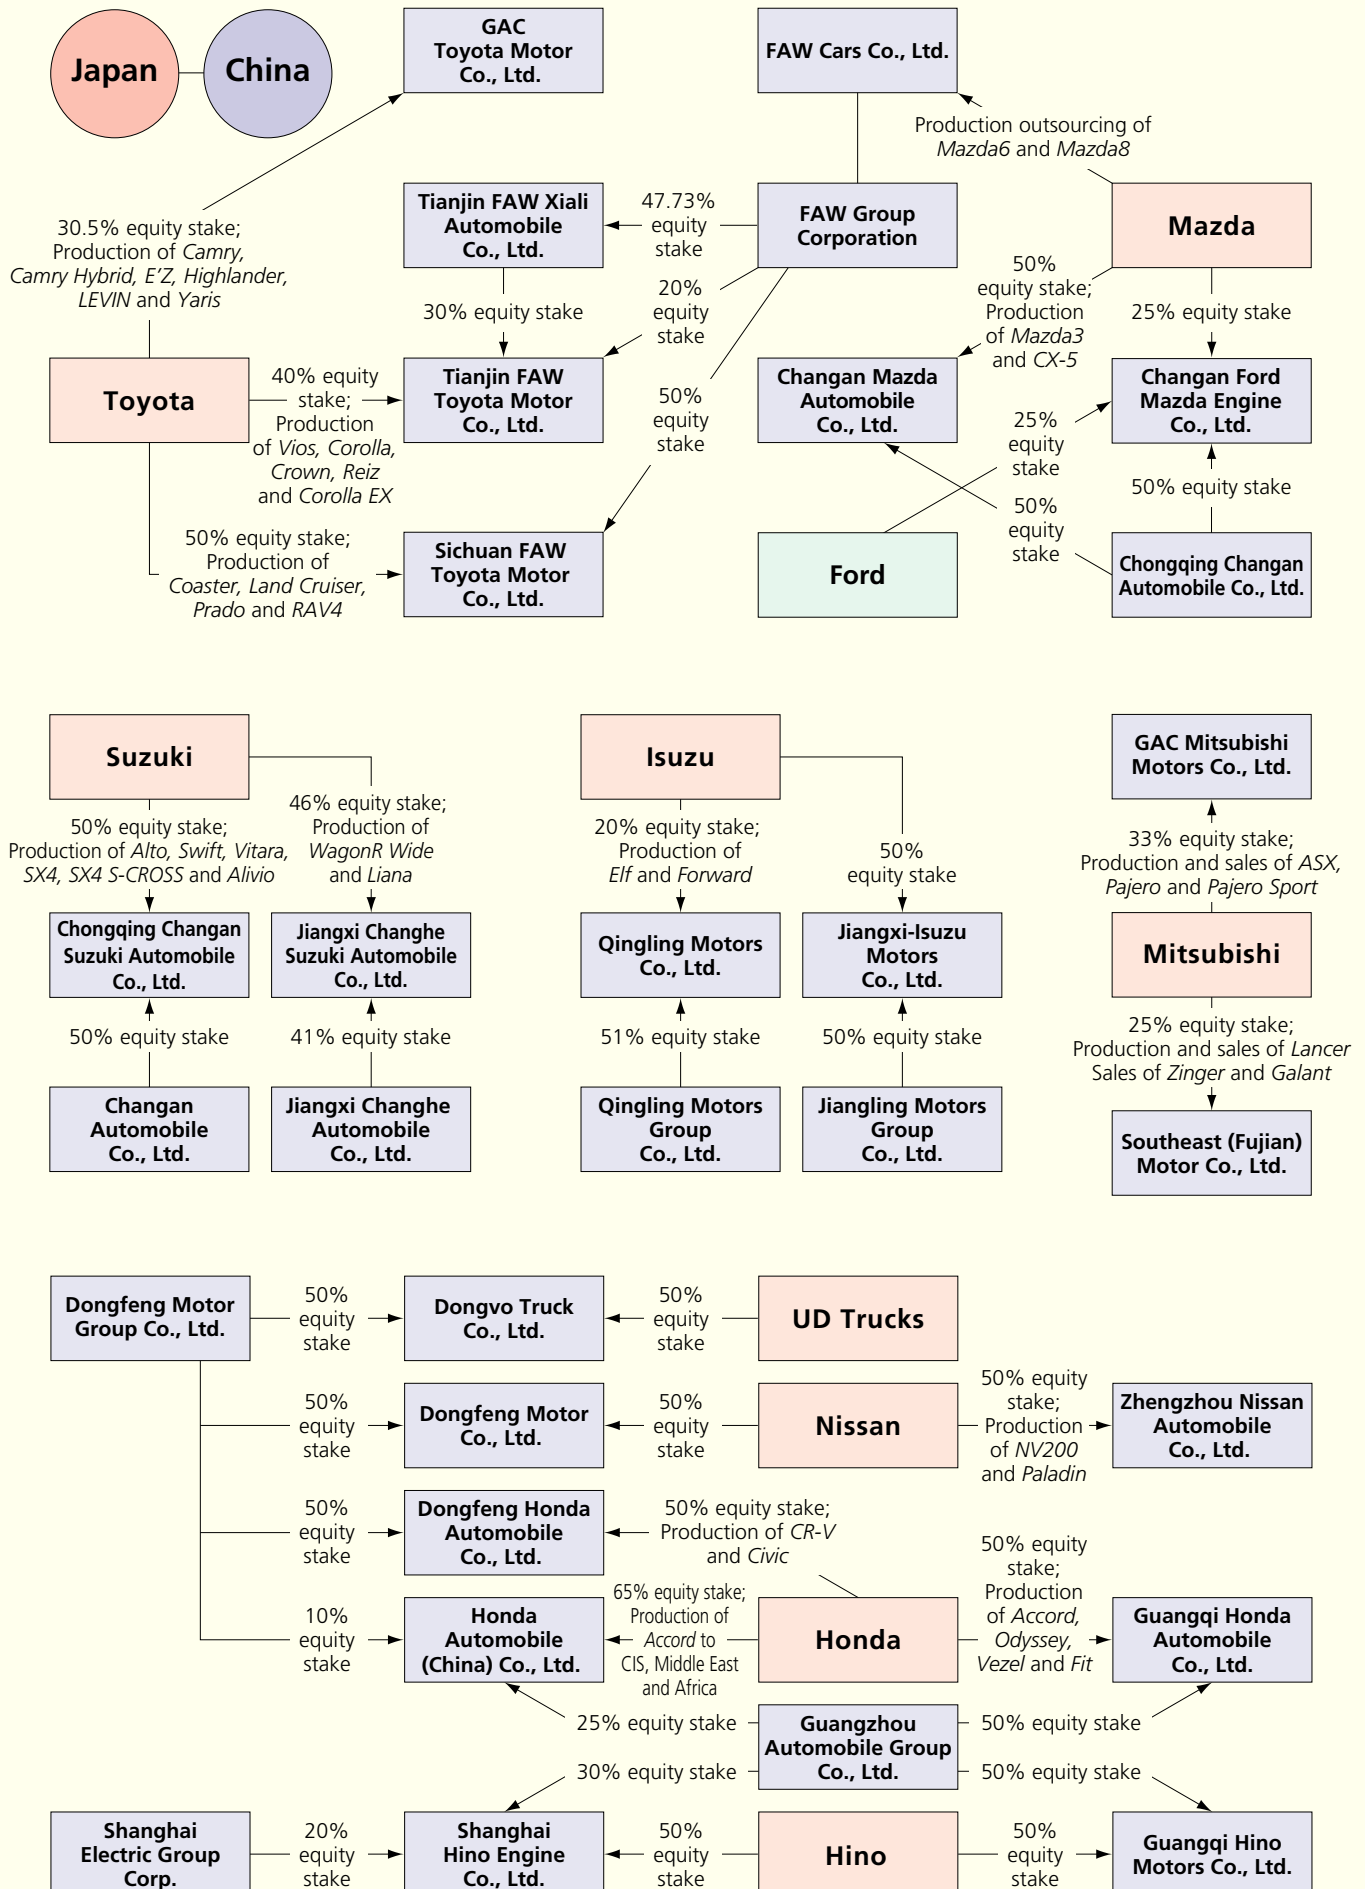 Japan
China
GAC
Toyota Motor
Co., Ltd.
FAW Cars Co., Ltd.
Production outsourcing of
Mazda6 and Mazda8
30.5% equity stake;
Production of Camry,
Camry Hybrid, E'Z, Highlander,
LEVIN and Yaris
Tianjin FAW Xiali
Automobile
Co., Ltd.
47.73%
equity
stake
FAW Group
Corporation
Mazda
30% equity stake
20%
equity
stake
50%
equity stake;
Production
of Mazda3
and CX-5
25% equity stake
Toyota
40% equity
stake;
Production
of Vios, Corolla,
Crown, Reiz
and Corolla EX
Tianjin FAW
Toyota Motor
Co., Ltd.
50%
equity
stake
Changan Mazda
Automobile
Co., Ltd.
25%
equity
stake
Changan Ford
Mazda Engine
Co., Ltd.
50% equity stake
50%
equity
stake
50% equity stake;
Production of
Coaster, Land Cruiser,
Prado and RAV4
Sichuan FAW
Toyota Motor
Co., Ltd.
Ford
Chongqing Changan
Automobile Co., Ltd.
Suzuki
50% equity stake;
Production of Alto, Swift, Vitara,
SX4, SX4 S-CROSS and Alivio
46% equity stake;
Production of
WagonR Wide
and Liana
Chongqing Changan
Suzuki Automobile
Co., Ltd.
Jiangxi Changhe
Suzuki Automobile
Co., Ltd.
50% equity stake
41% equity stake
Changan
Automobile
Co., Ltd.
Jiangxi Changhe
Automobile
Co., Ltd.
Isuzu
20% equity stake;
Production of
Elf and Forward
50%
equity stake
Qingling Motors
Co., Ltd.
Jiangxi-Isuzu
Motors
Co., Ltd.
51% equity stake
50% equity stake
Qingling Motors
Group
Co., Ltd.
Jiangling Motors
Group
Co., Ltd.
GAC Mitsubishi
Motors Co., Ltd.
33% equity stake;
Production and sales of ASX,
Pajero and Pajero Sport
Mitsubishi
25% equity stake;
Production and sales of Lancer
Sales of Zinger and Galant
Southeast (Fujian)
Motor Co., Ltd.
Dongfeng Motor
Group Co., Ltd.
50%
equity
stake
Dongvo Truck
Co., Ltd.
50%
equity
stake
UD Trucks
50%
equity
stake
Dongfeng Motor
Co., Ltd.
50%
equity
stake
Nissan
50% equity
stake;
Production
of NV200
and Paladin
Zhengzhou Nissan
Automobile
Co., Ltd.
50%
equity
stake
Dongfeng Honda
Automobile
Co., Ltd.
50% equity stake;
Production of CR-V
and Civic
10%
equity
stake
Honda
Automobile
(China) Co., Ltd.
65% equity stake;
Production of
Accord to
CIS, Middle East
and Africa
Honda
50% equity
stake;
Production
of Accord,
Odyssey,
Vezel and Fit
Guangqi Honda
Automobile
Co., Ltd.
25% equity stake
Guangzhou
Automobile Group
Co., Ltd.
50% equity stake
30% equity stake
50% equity stake
Shanghai
Electric Group
Corp.
20%
equity
stake
Shanghai
Hino Engine
Co., Ltd.
50%
equity
stake
Hino
50%
equity
stake
Guangqi Hino
Motors Co., Ltd.